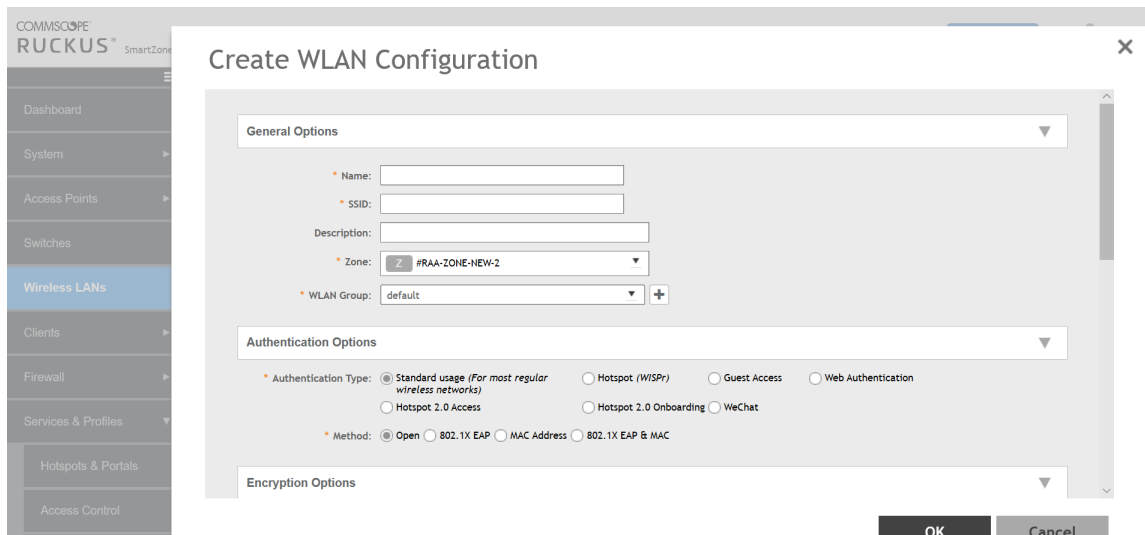 COMMSCOPE
RUCKUS® SmartZone
Create WLAN Configuration
Dashboard
System
Access Points
Switches
Wireless LANs
Clients
Firewall
Services & Profiles
Hotspots & Portals
Access Control
General Options
* Name:
* SSID:
Description:
* Zone: Z #RAA-ZONE-NEW-2
* WLAN Group: default
Authentication Options
* Authentication Type: Standard usage (For most regular wireless networks) Hotspot (WISPr) Guest Access Web Authentication
Hotspot 2.0 Access Hotspot 2.0 Onboarding WeChat
* Method: Open 802.1X EAP MAC Address 802.1X EAP & MAC
Encryption Options
OK Cancel